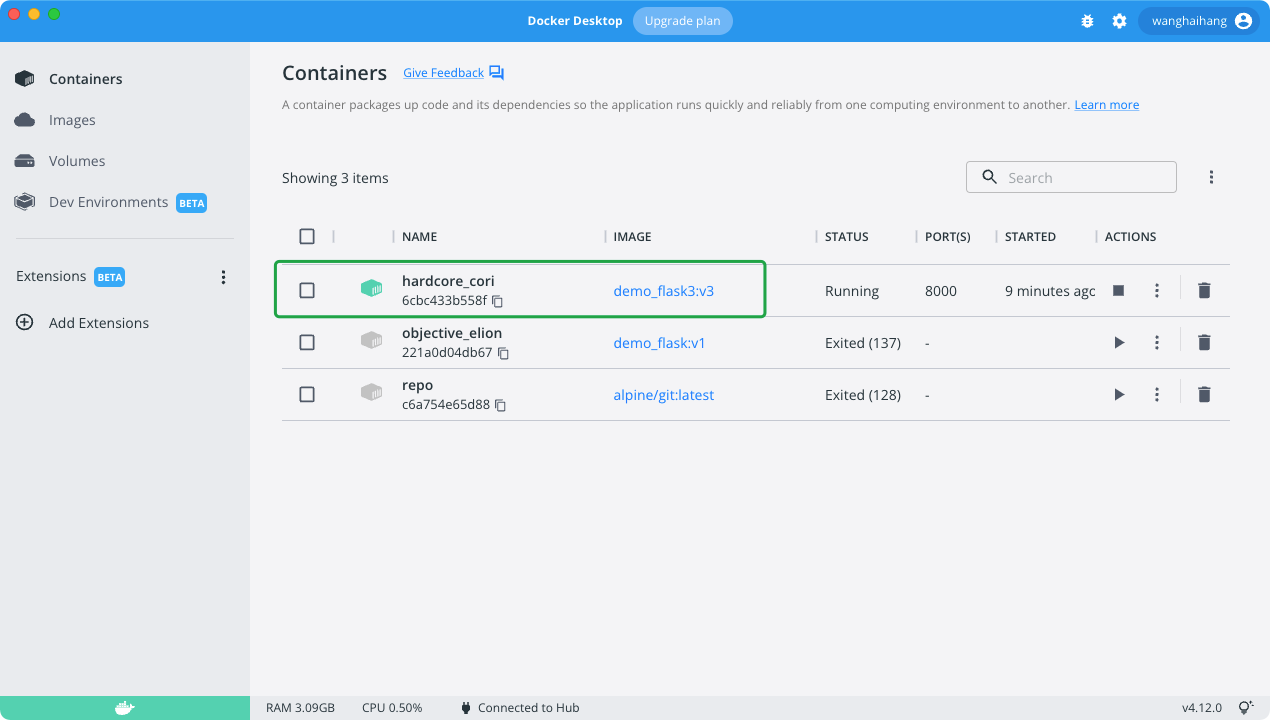 Docker Desktop Upgrade plan wanghaihang
Containers
Images
Volumes
Dev Environments BETA
Extensions BETA
Add Extensions
Containers Give Feedback
A container packages up code and its dependencies so the application runs quickly and reliably from one computing environment to another. Learn more
Showing 3 items Search
NAME IMAGE STATUS PORT(S) STARTED ACTIONS
hardcore_cori
6cbc433b558f demo_flask3:v3 Running 8000 9 minutes agc
objective_elion
221a0d04db67 demo_flask:v1 Exited (137) -
repo
c6a754e65d88 alpine/git:latest Exited (128) -
RAM 3.09GB CPU 0.50% Connected to Hub v4.12.0